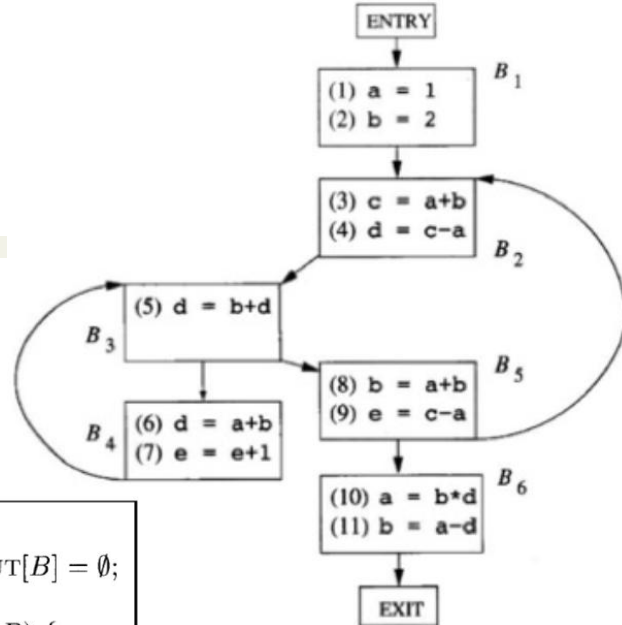 ENTRY
B 1
(1) a = 1
(2) b = 2
(3) c = a+b
(4) d = c-a
B 2
(5) d = b+d
B 3
B 5
(8) b = a+b
(9) e = c-a
(6) d = a+b
(7) e = e+1
B 4
B 6
(10) a = b*d
(11) b = a-d
UT[B] = ∅;
EXIT